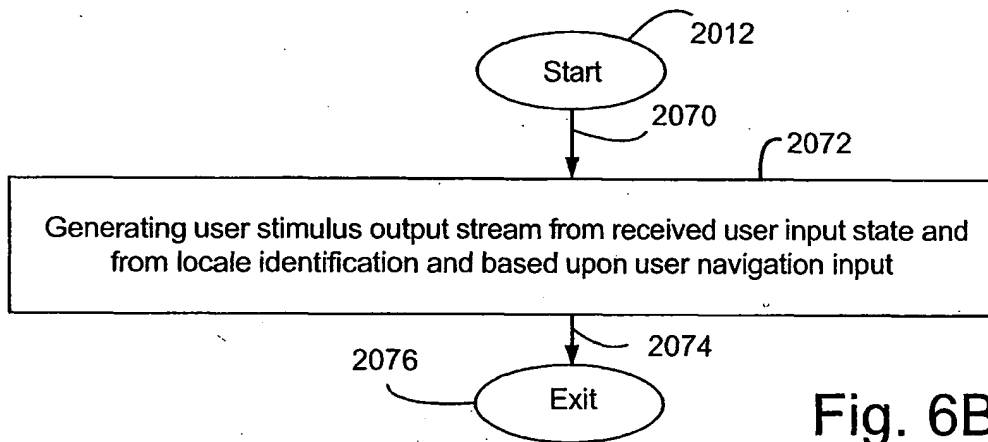 2012
Start
2070
2072
Generating user stimulus output stream from received user input state and
from locale identification and based upon user navigation input
2074
2076
Exit
Fig. 6B